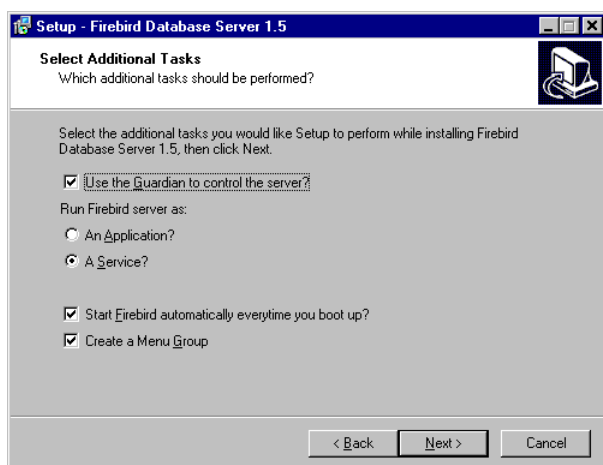 Setup - Firebird Database Server 1.5
Select Additional Tasks
Which additional tasks should be performed?
Select the additional tasks you would like Setup to perform while installing Firebird
Database Server 1.5, then click Next.
Use the Guardian to control the server?
Run Firebird server as:
An Application?
A Service?
Start Firebird automatically everytime you boot up?
Create a Menu Group
< Back
Next >
Cancel